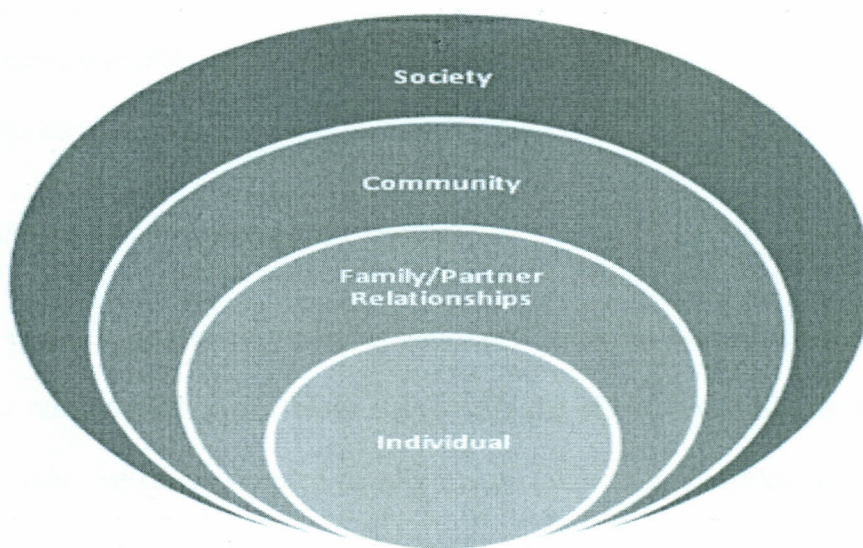 Society
Community
Family/Partner
Relationships
Individual